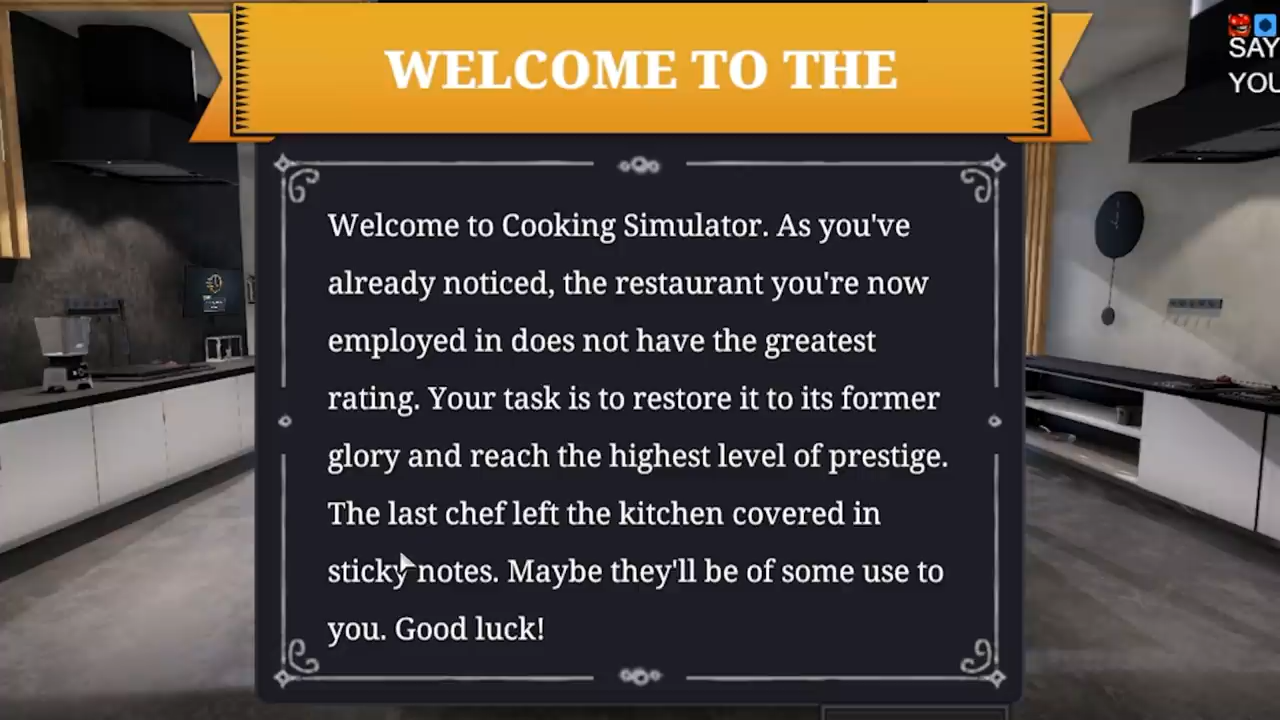 WELCOME TO THE
SAY
YOU
Welcome to Cooking Simulator. As you've
already noticed, the restaurant you're now
employed in does not have the greatest
rating. Your task is to restore it to its former
glory and reach the highest level of prestige.
The last chef left the kitchen covered in
sticky notes. Maybe they'll be of some use to
you. Good luck!